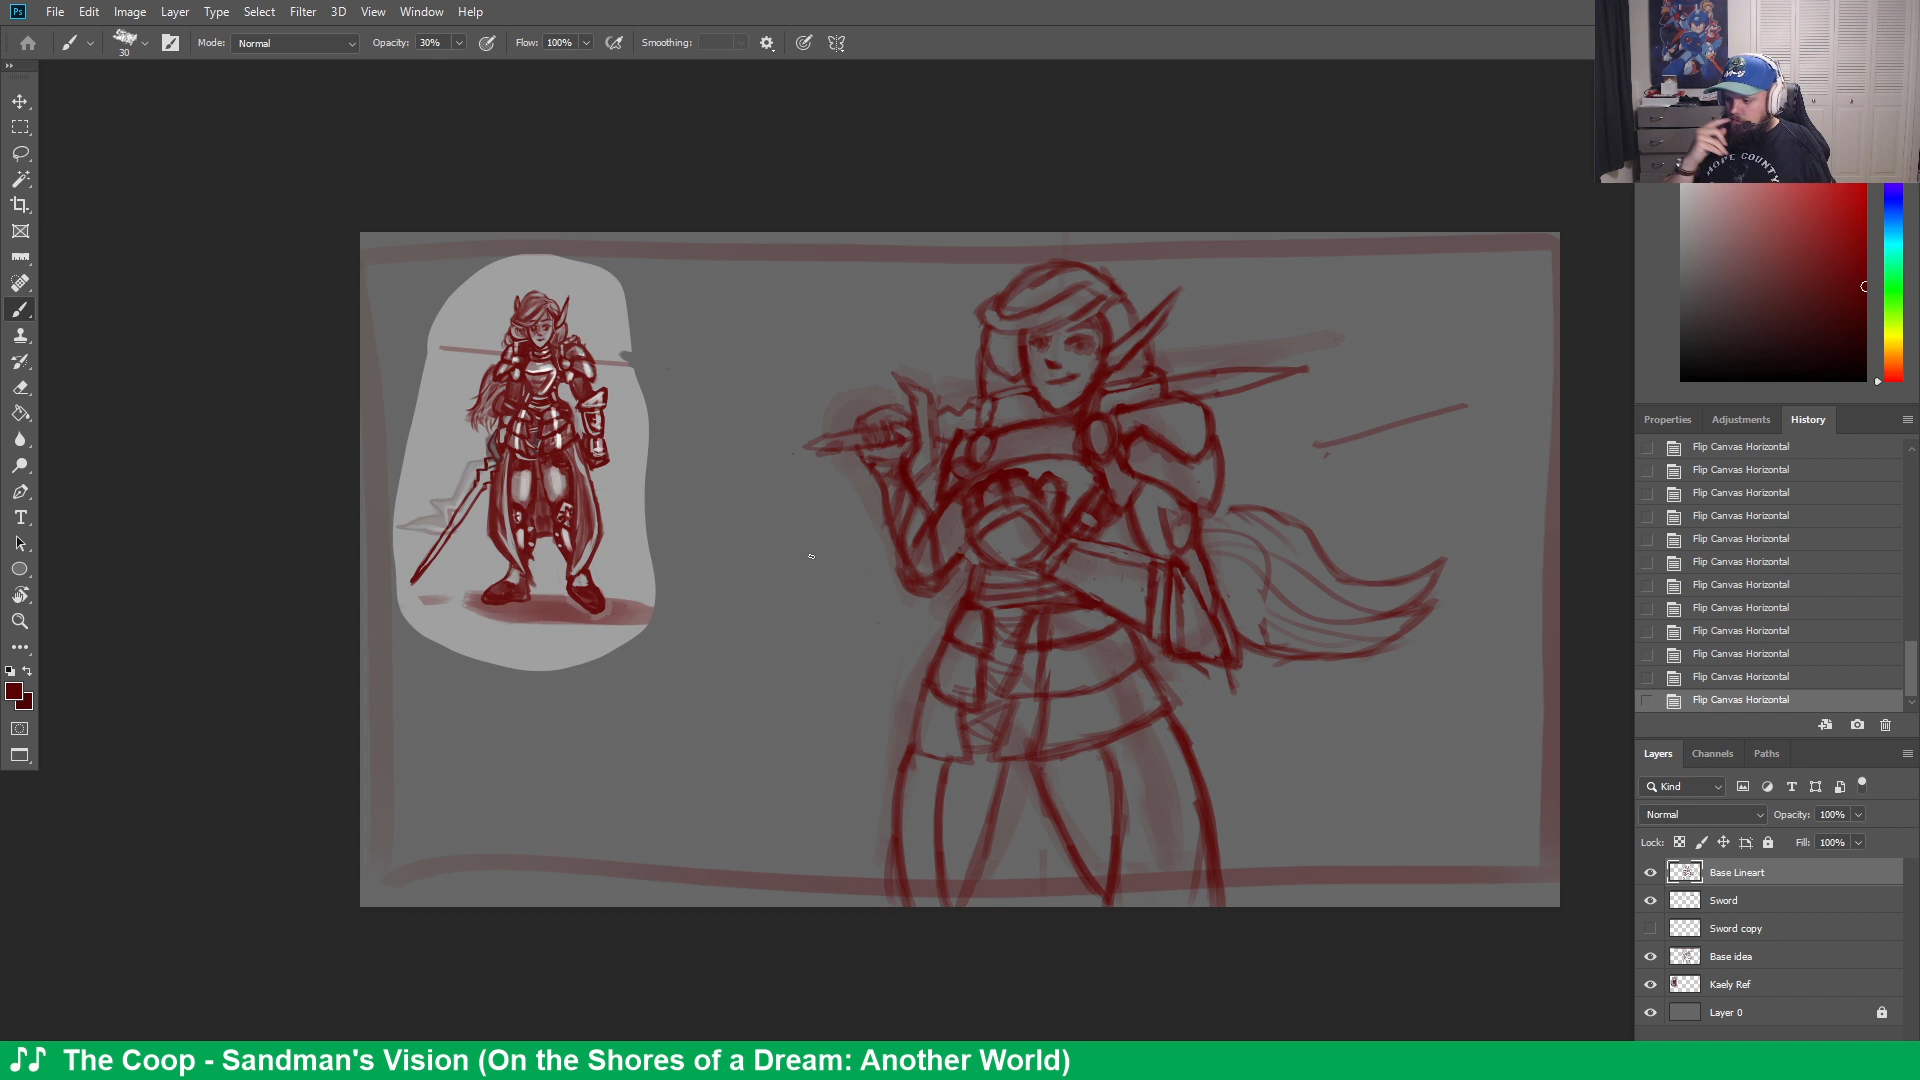 Ps File Edit Image Layer Type Select Filter 3D View Window Help
30 Mode: Normal Opacity: 30% Flow: 100% Smoothing:
HOPE COUNTY
Properties Adjustments History
Flip Canvas Horizontal
Flip Canvas Horizontal
Flip Canvas Horizontal
Flip Canvas Horizontal
Flip Canvas Horizontal
Flip Canvas Horizontal
Flip Canvas Horizontal
Flip Canvas Horizontal
Flip Canvas Horizontal
Flip Canvas Horizontal
Flip Canvas Horizontal
Flip Canvas Horizontal
Layers Channels Paths
Kind
Normal Opacity: 100%
Lock: Fill: 100%
Base Lineart
Sword
Sword copy
Base idea
Kaely Ref
Layer 0
The Coop - Sandman's Vision (On the Shores of a Dream: Another World)